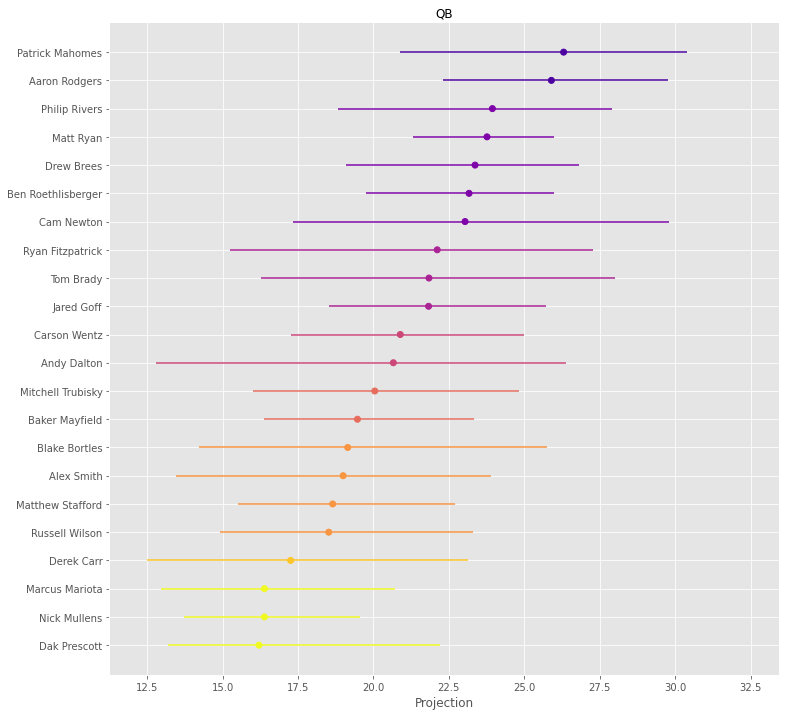 QB
Patrick Mahomes
Aaron Rodgers
Philip Rivers
Matt Ryan
Drew Brees
Ben Roethlisberger
Cam Newton
Ryan Fitzpatrick
Tom Brady
Jared Goff
Carson Wentz
Andy Dalton
Mitchell Trubisky
Baker Mayfield
Blake Bortles
Alex Smith
Matthew Stafford
Russell Wilson
Derek Carr
Marcus Mariota
Nick Mullens
Dak Prescott
12.5 15.0 17.5 20.0 22.5 25.0 27.5 30.0 32.5
Projection